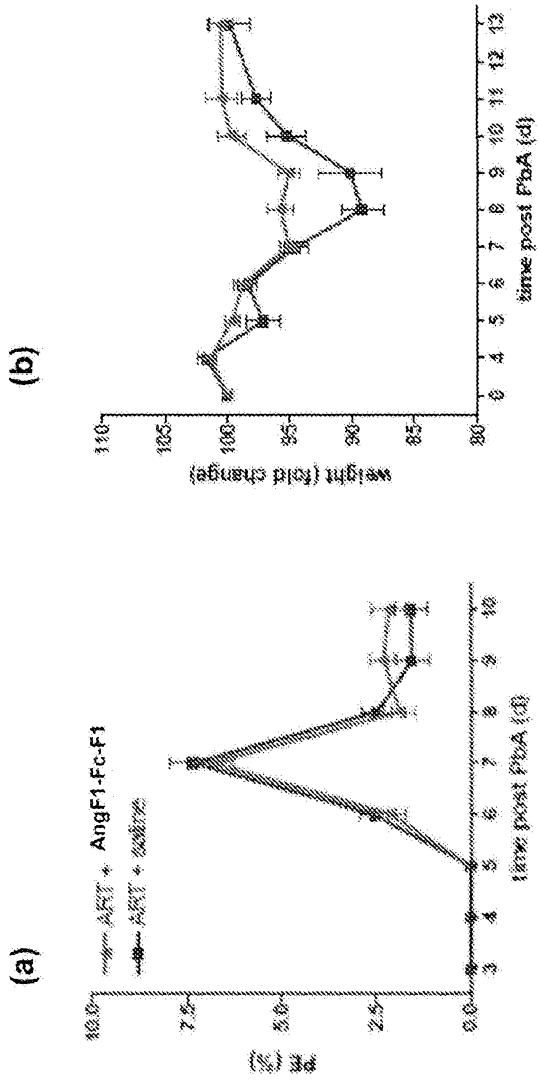 (a)
PE (%)
10.0
7.5
5.0
2.5
0.0
ART + AngF1-Fc-F1
ART + saline
3 4 5 6 7 8 9 10
time post PbA (d)
(b)
weight (fold change)
110
105
100
95
90
85
80
0 4 5 6 7 8 9 10 11 12 13
time post PbA (d)